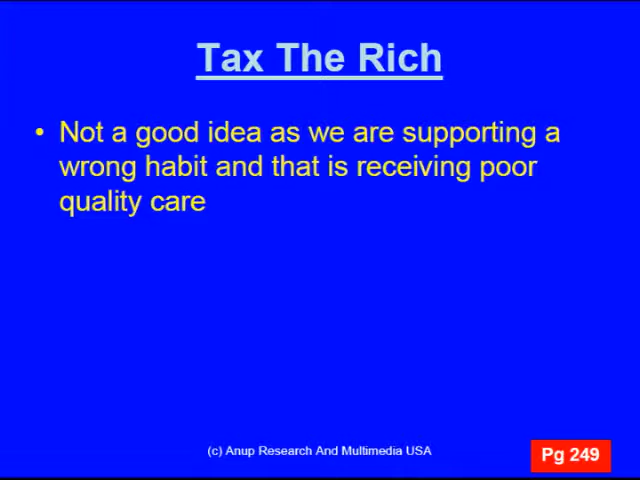 Tax The Rich
• Not a good idea as we are supporting a
wrong habit and that is receiving poor
quality care
(c) Anup Research And Multimedia USA
Pg 249